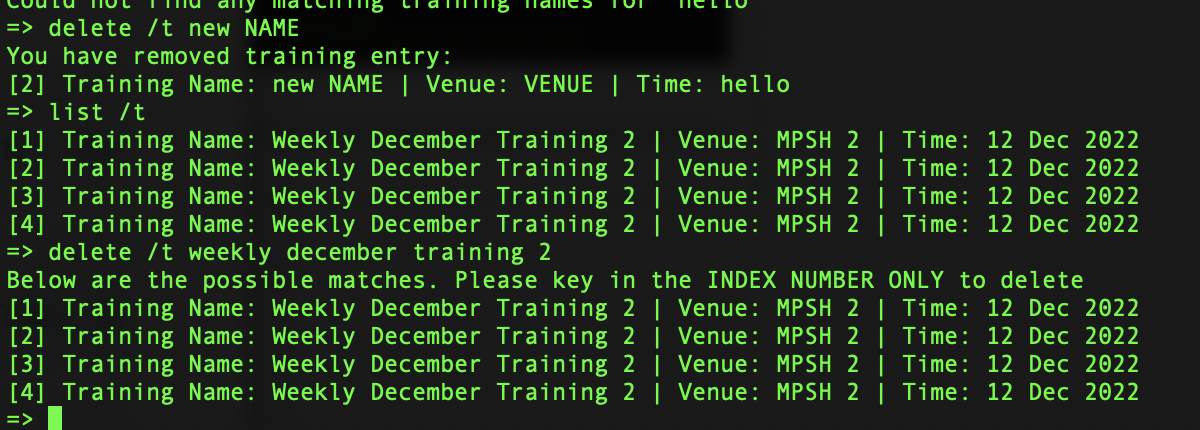 Could not find any matching training names for "hello"
=> delete /t new NAME
You have removed training entry:
[2] Training Name: new NAME | Venue: VENUE | Time: hello
=> list /t
[1] Training Name: Weekly December Training 2 | Venue: MPSH 2 | Time: 12 Dec 2022
[2] Training Name: Weekly December Training 2 | Venue: MPSH 2 | Time: 12 Dec 2022
[3] Training Name: Weekly December Training 2 | Venue: MPSH 2 | Time: 12 Dec 2022
[4] Training Name: Weekly December Training 2 | Venue: MPSH 2 | Time: 12 Dec 2022
=> delete /t weekly december training 2
Below are the possible matches. Please key in the INDEX NUMBER ONLY to delete
[1] Training Name: Weekly December Training 2 | Venue: MPSH 2 | Time: 12 Dec 2022
[2] Training Name: Weekly December Training 2 | Venue: MPSH 2 | Time: 12 Dec 2022
[3] Training Name: Weekly December Training 2 | Venue: MPSH 2 | Time: 12 Dec 2022
[4] Training Name: Weekly December Training 2 | Venue: MPSH 2 | Time: 12 Dec 2022
=>